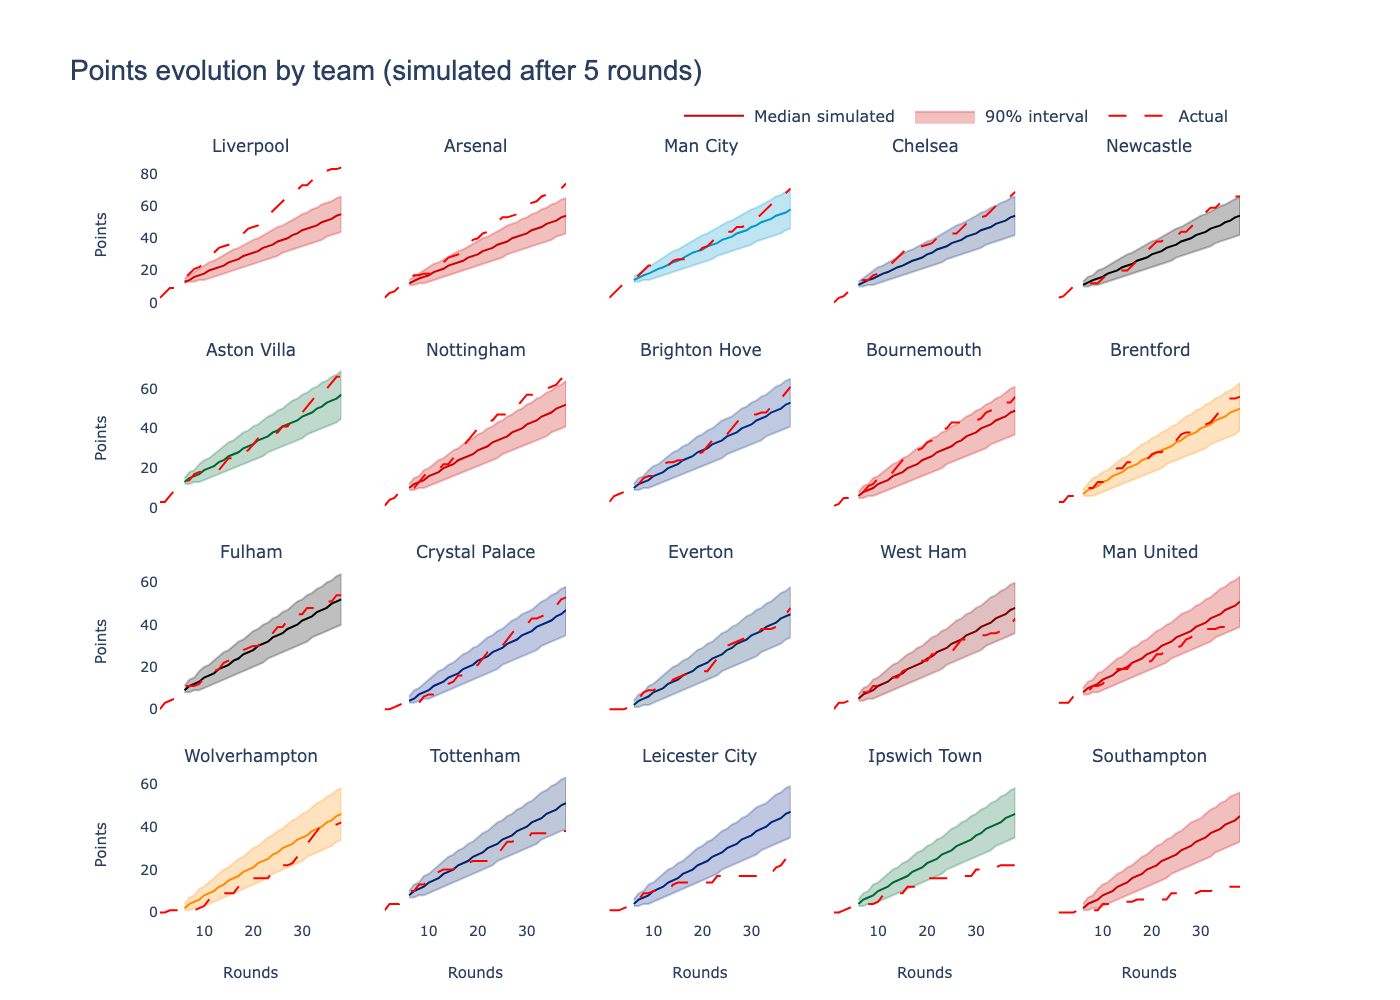 Points evolution by team (simulated after 5 rounds)
Median simulated 90% interval Actual
Liverpool Arsenal Man City Chelsea Newcastle
80
60
40
20
0
Points
Aston Villa Nottingham Brighton Hove Bournemouth Brentford
60
40
20
0
Points
Fulham Crystal Palace Everton West Ham Man United
60
40
20
0
Points
Wolverhampton Tottenham Leicester City Ipswich Town Southampton
60
40
20
0
Points
10 20 30 10 20 30 10 20 30 10 20 30 10 20 30
Rounds Rounds Rounds Rounds Rounds